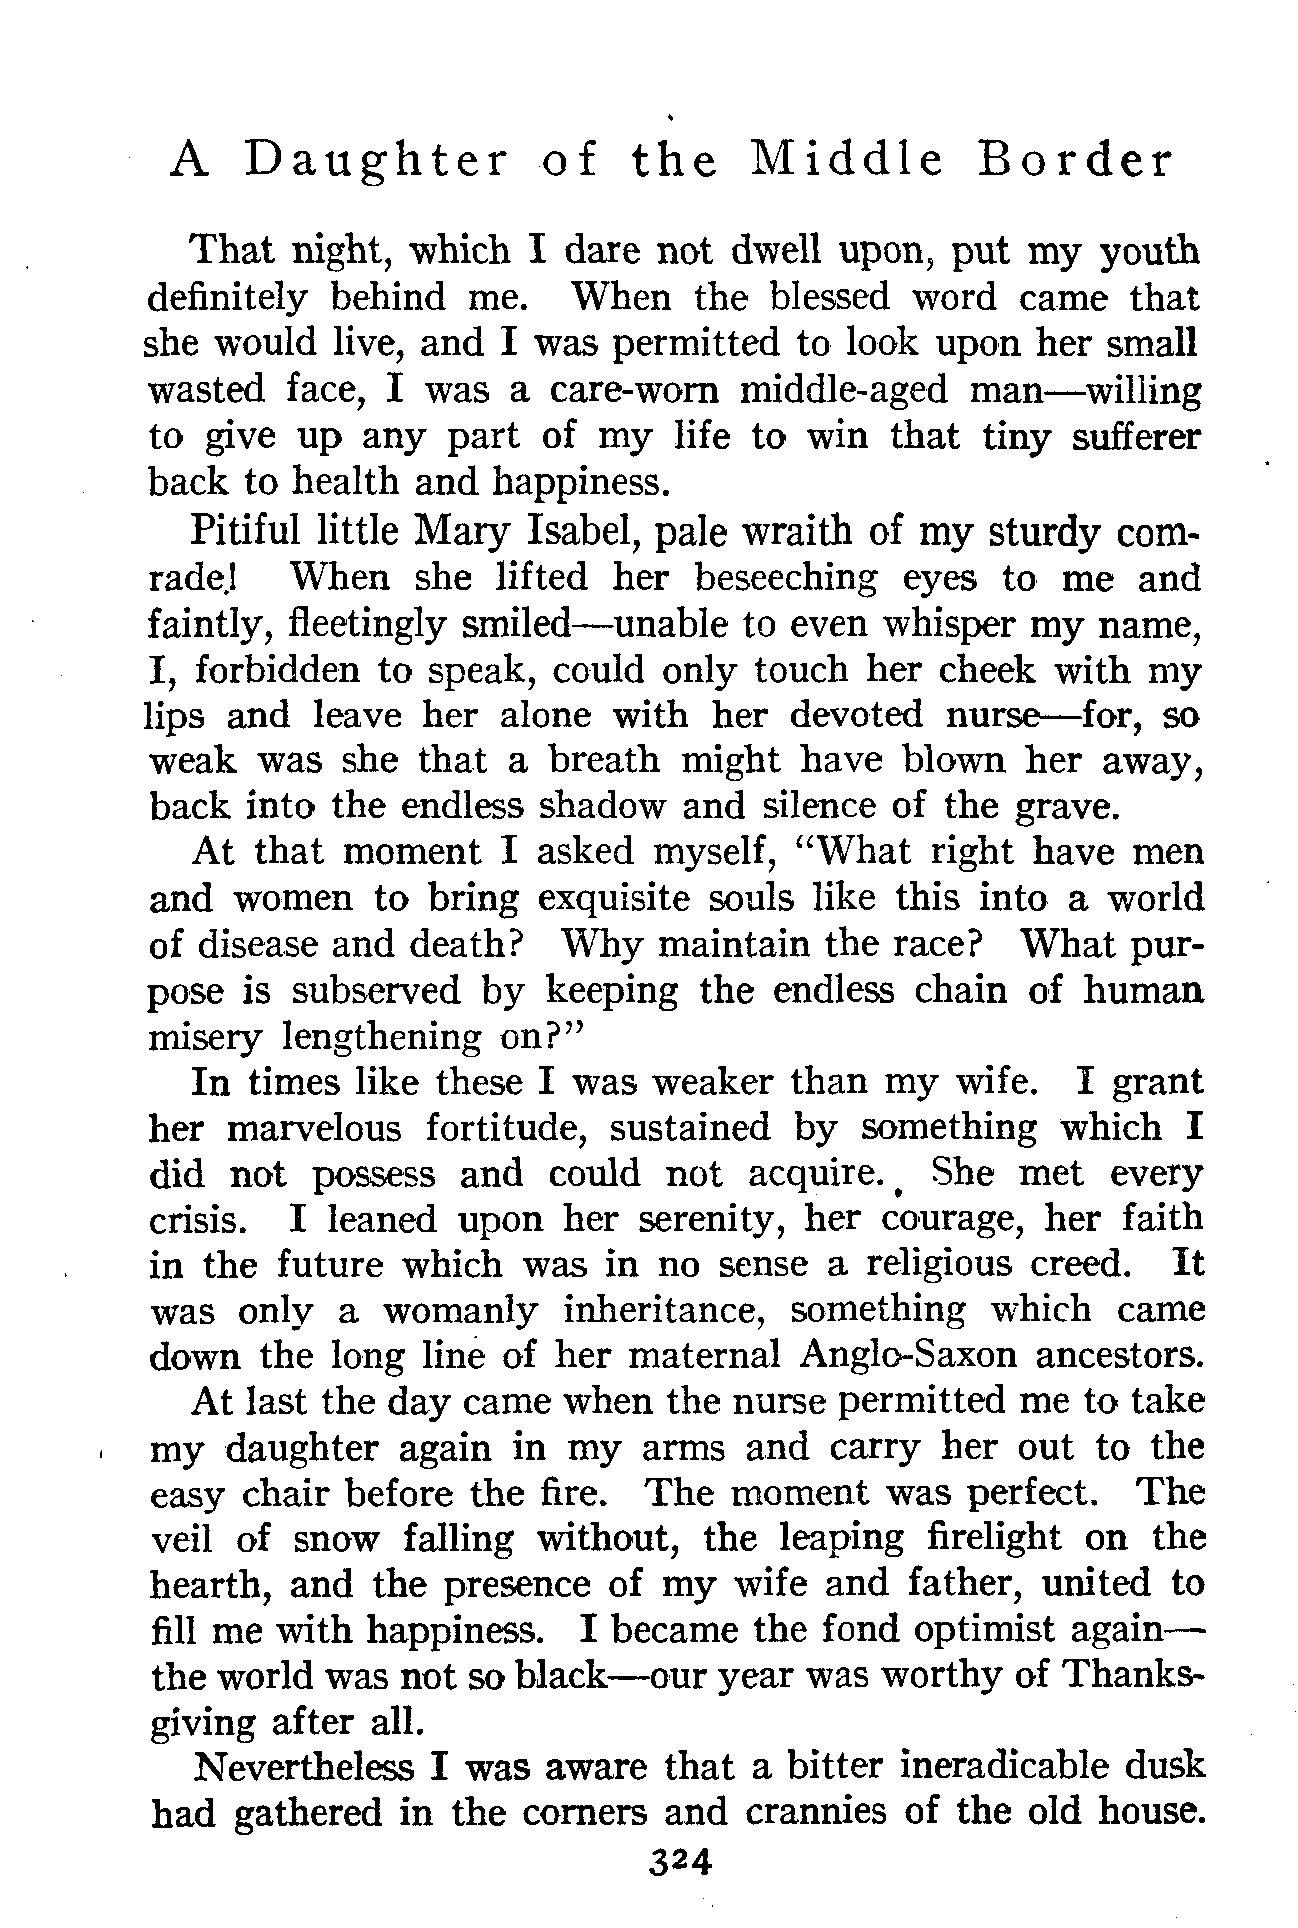 A Daughter of the Middle Border
That night, which I dare not dwell upon, put my youth
definitely behind me. When the blessed word came that
she would live, and I was permitted to look upon her small
wasted face, I was a care-worn middle-aged man—willing
to give up any part of my life to win that tiny sufferer
back to health and happiness.
Pitiful little Mary Isabel, pale wraith of my sturdy com-
rade! When she lifted her beseeching eyes to me and
faintly, fleetingly smiled—unable to even whisper my name,
I, forbidden to speak, could only touch her cheek with my
lips and leave her alone with her devoted nurse—for, so
weak was she that a breath might have blown her away,
back into the endless shadow and silence of the grave.
At that moment I asked myself, “What right have men
and women to bring exquisite souls like this into a world
of disease and death? Why maintain the race? What pur-
pose is subserved by keeping the endless chain of human
misery lengthening on?”
In times like these I was weaker than my wife. I grant
her marvelous fortitude, sustained by something which I
did not possess and could not acquire. She met every
crisis. I leaned upon her serenity, her courage, her faith
in the future which was in no sense a religious creed. It
was only a womanly inheritance, something which came
down the long line of her maternal Anglo-Saxon ancestors.
At last the day came when the nurse permitted me to take
my daughter again in my arms and carry her out to the
easy chair before the fire. The moment was perfect. The
veil of snow falling without, the leaping firelight on the
hearth, and the presence of my wife and father, united to
fill me with happiness. I became the fond optimist again—
the world was not so black—our year was worthy of Thanks-
giving after all.
Nevertheless I was aware that a bitter ineradicable dusk
had gathered in the corners and crannies of the old house.
324